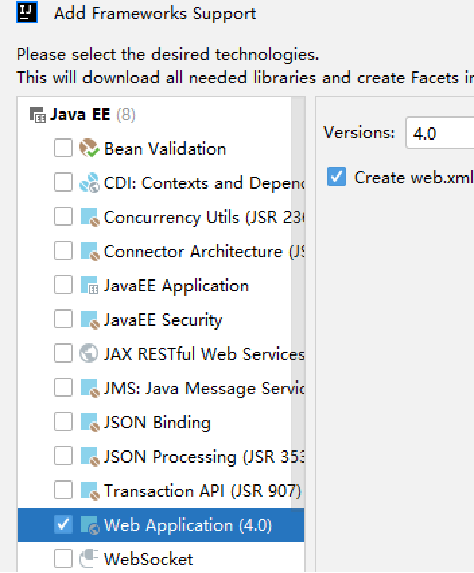 Add Frameworks Support
Please select the desired technologies.
This will download all needed libraries and create Facets in
Java EE (8)
Versions: 4.0
Bean Validation
Create web.xml
CDI: Contexts and Depend
Concurrency Utils (JSR 236
Connector Architecture (JS
JavaEE Application
JavaEE Security
JAX RESTful Web Services
JMS: Java Message Servic
JSON Binding
JSON Processing (JSR 353
Transaction API (JSR 907)
Web Application (4.0)
WebSocket